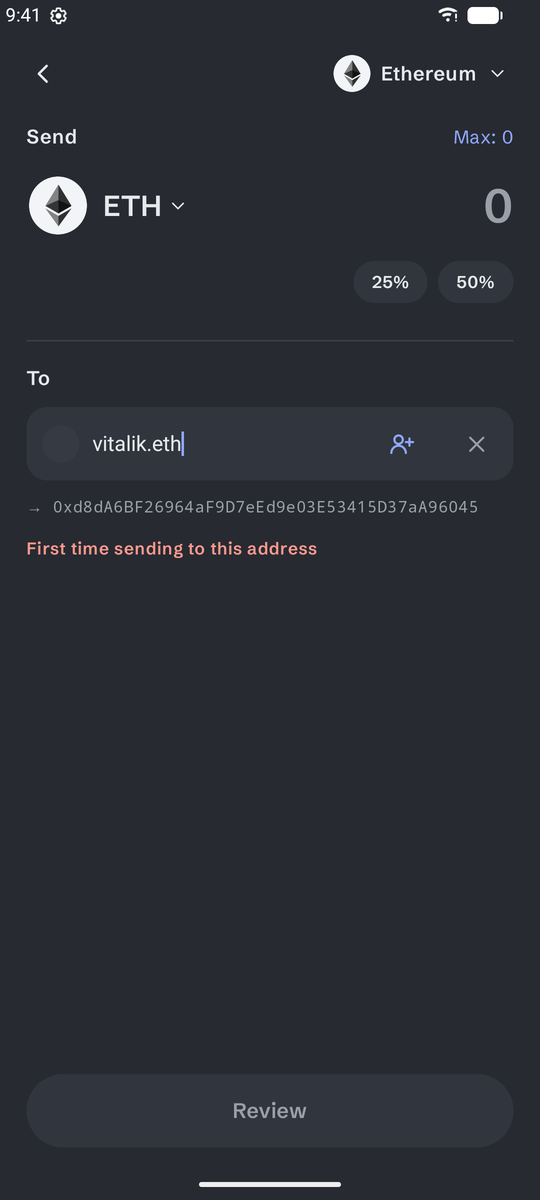 9:41
Ethereum
Send
Max: 0
ETH
0
25%
50%
To
vitalik.eth
→ 0xd8dA6BF26964aF9D7eEd9e03E53415D37aA96045
First time sending to this address
Review